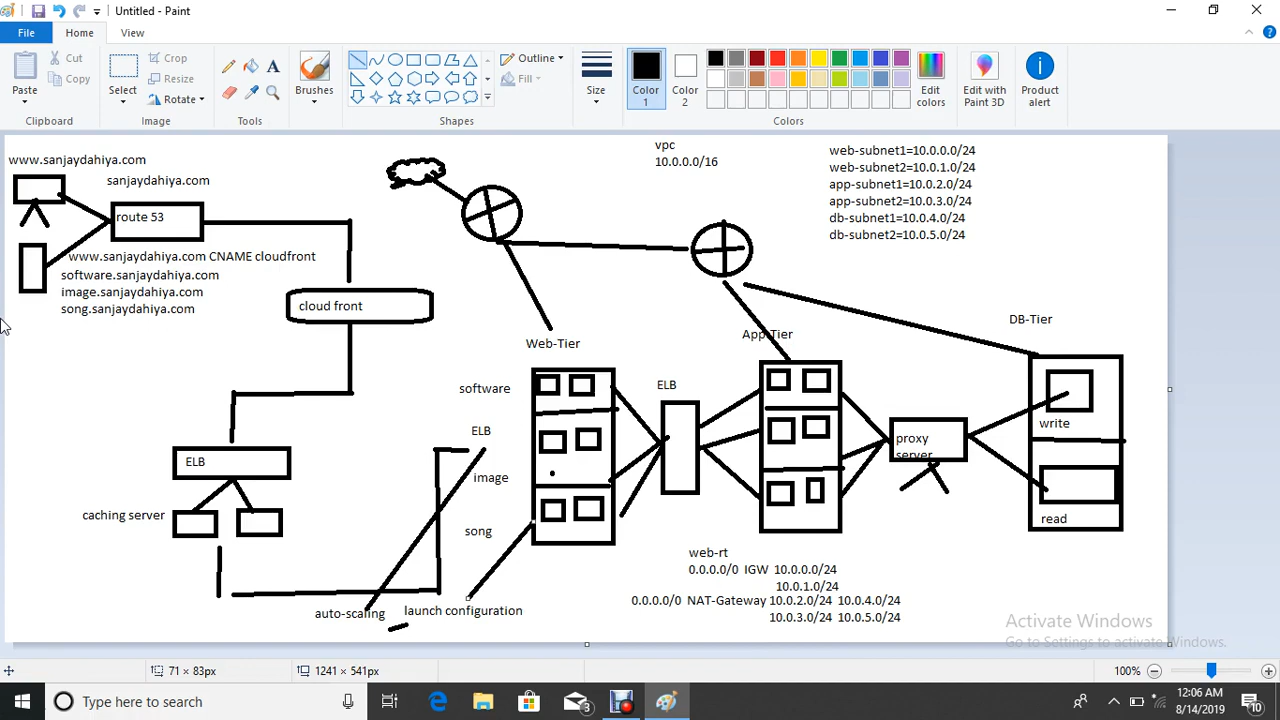 Untitled - Paint
File
Home
View
Paste
Cut
Copy
Clipboard
Select
Crop
Resize
Rotate
Image
Tools
Brushes
Outline
Fill
Shapes
Size
Color
1
Color
2
Edit
colors
Edit with
Paint 3D
Product
alert
Colors
www.sanjaydahiya.com
sanjaydahiya.com
route 53
www.sanjaydahiya.com CNAME cloudfront
software.sanjaydahiya.com
image.sanjaydahiya.com
song.sanjaydahiya.com
cloud front
vpc
10.0.0.0/16
web-subnet1=10.0.0.0/24
web-subnet2=10.0.1.0/24
app-subnet1=10.0.2.0/24
app-subnet2=10.0.3.0/24
db-subnet1=10.0.4.0/24
db-subnet2=10.0.5.0/24
Web-Tier
App-Tier
DB-Tier
software
ELB
ELB
image
song
ELB
caching server
auto-scaling
launch configuration
proxy
server
write
read
web-rt
0.0.0.0/0 IGW 10.0.0.0/24
10.0.1.0/24
0.0.0.0/0 NAT-Gateway 10.0.2.0/24 10.0.4.0/24
10.0.3.0/24 10.0.5.0/24
Activate Windows
Go to Settings to activate Windows.
71 × 83px
1241 × 541px
100%
Type here to search
3
12:06 AM
8/14/2019
10